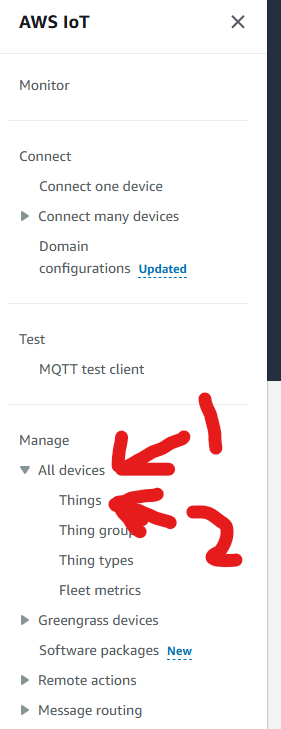 AWS IoT
Monitor
Connect
Connect one device
Connect many devices
Domain
configurations Updated
Test
MQTT test client
1
Manage
All devices
Things
2
Thing group
Thing types
Fleet metrics
Greengrass devices
Software packages New
Remote actions
Message routing